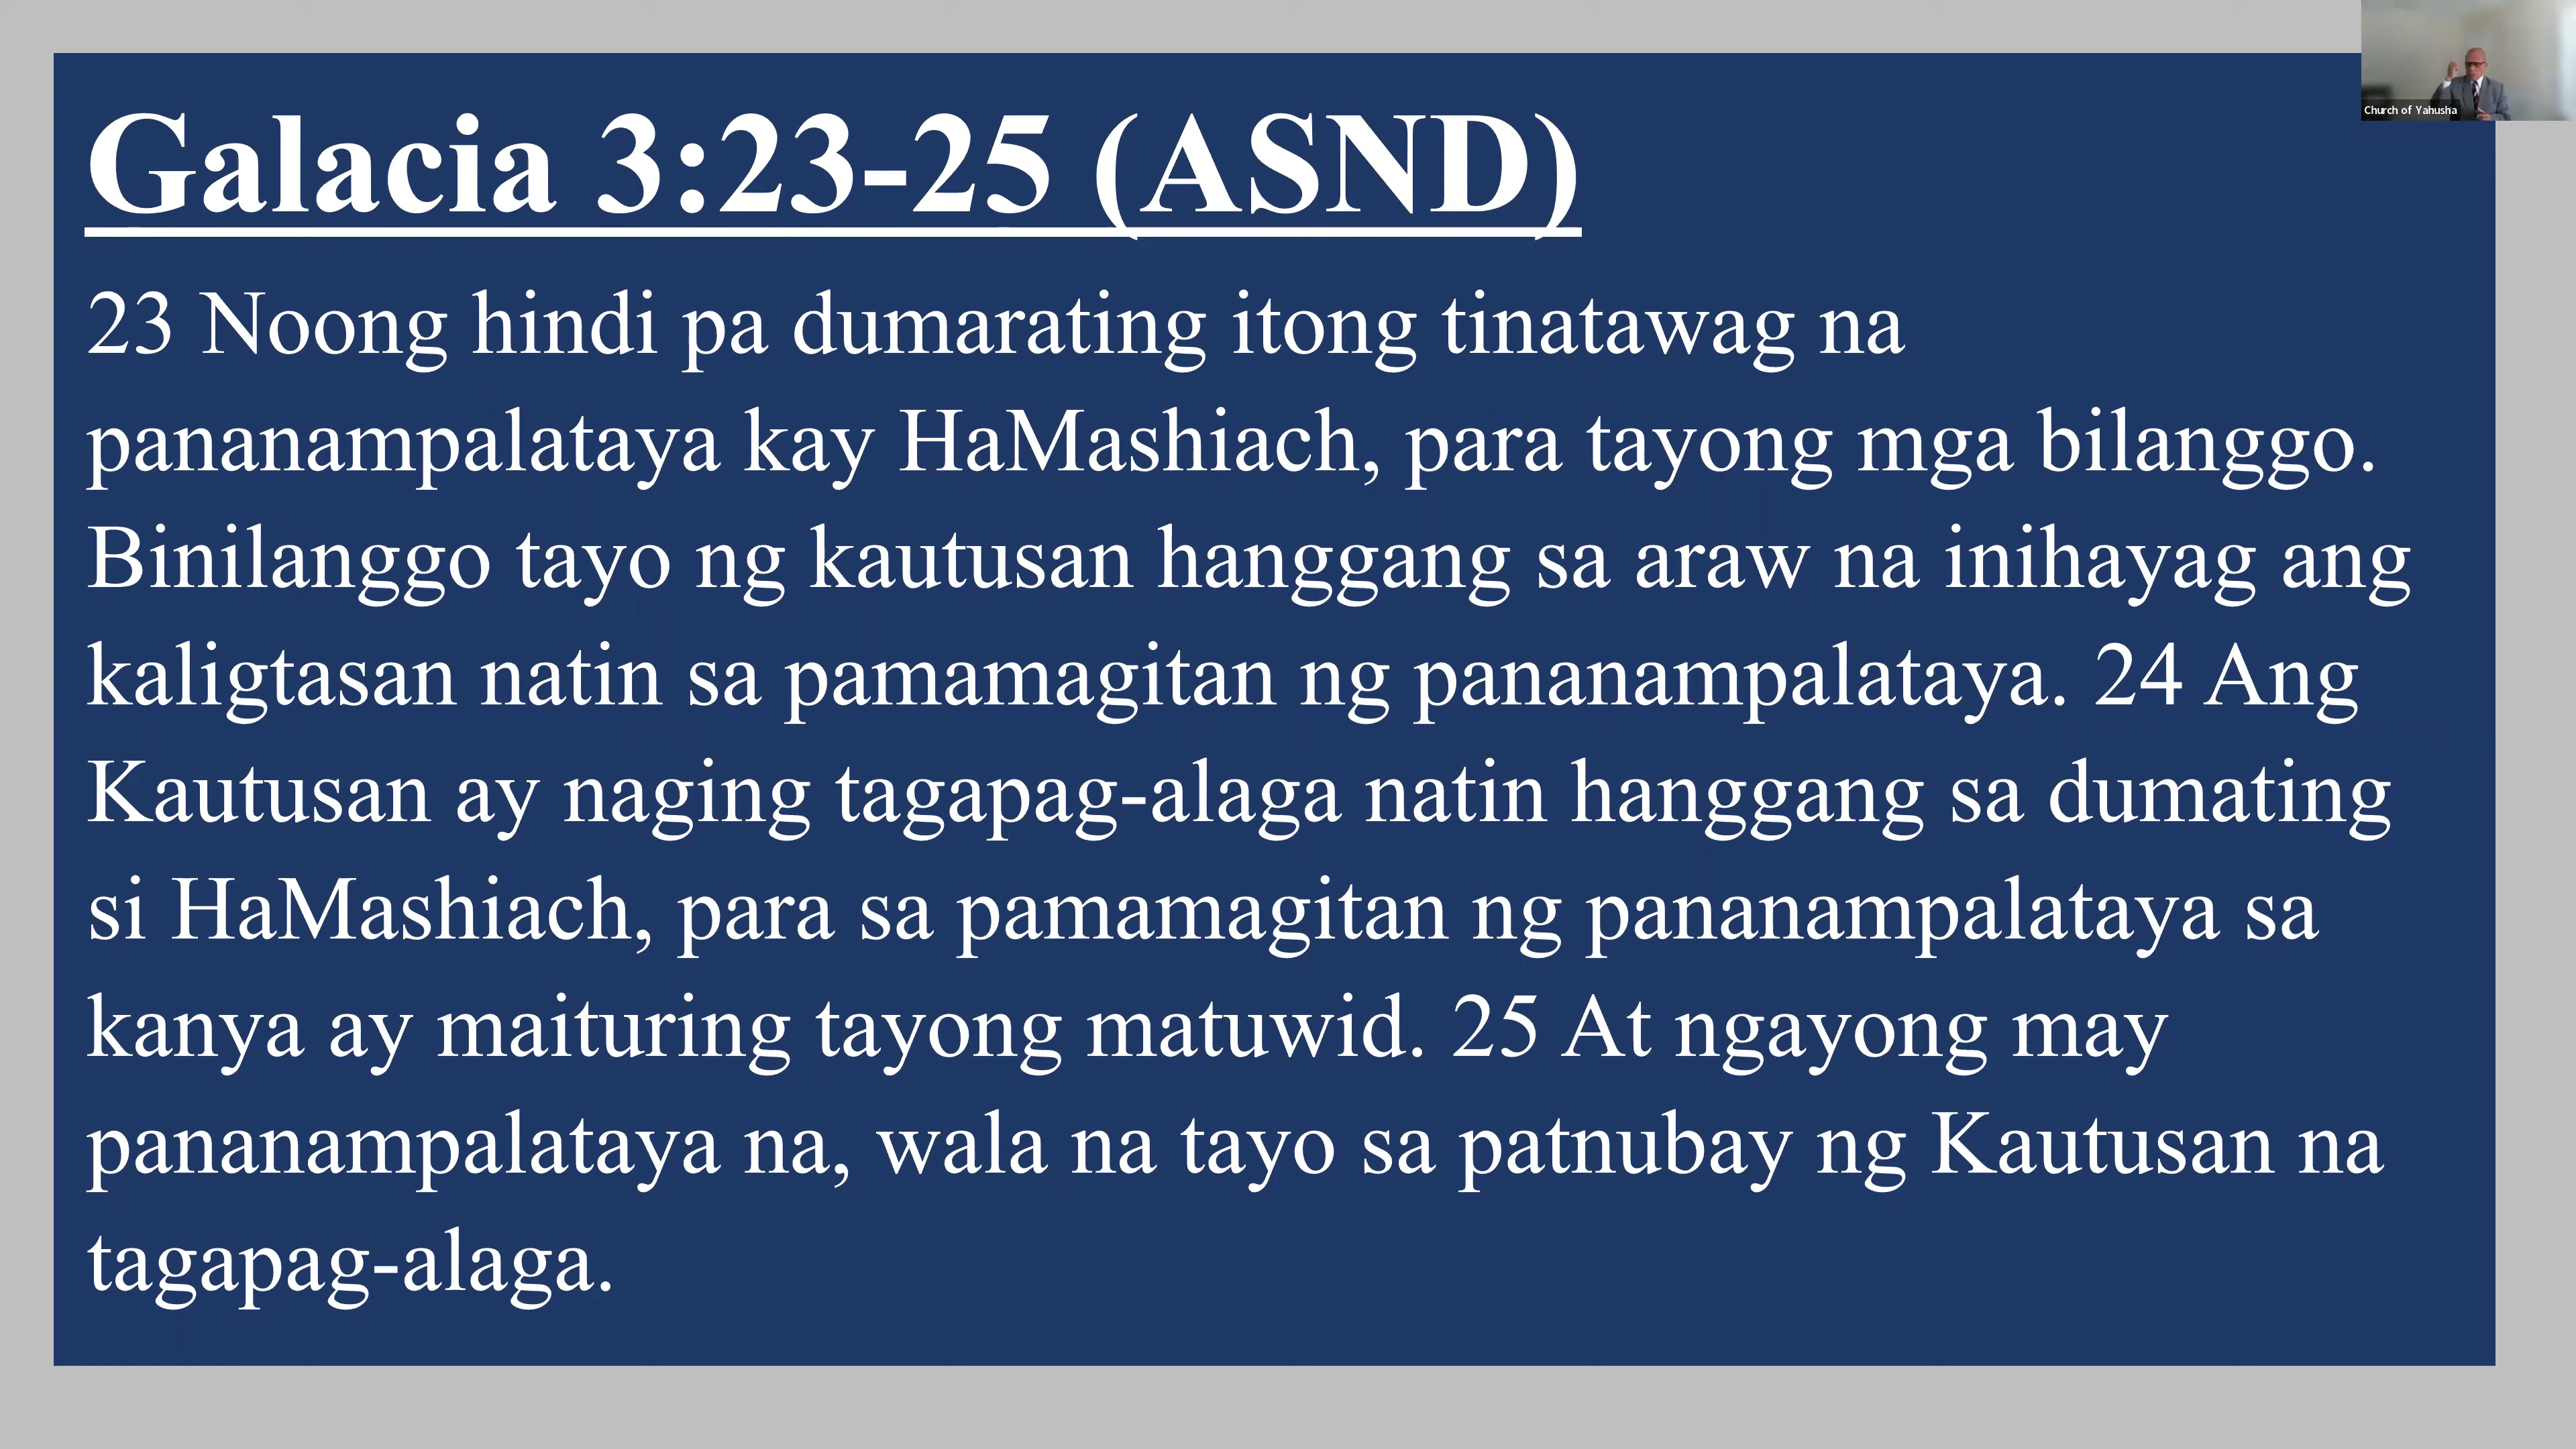 Galacia 3:23-25 (ASND)
Church of Yahusha
23 Noong hindi pa dumarating itong tinatawag na
pananampalataya kay HaMashiach, para tayong mga bilanggo.
Binilanggo tayo ng kautusan hanggang sa araw na inihayag ang
kaligtasan natin sa pamamagitan ng pananampalataya. 24 Ang
Kautusan ay naging tagapag-alaga natin hanggang sa dumating
si HaMashiach, para sa pamamagitan ng pananampalataya sa
kanya ay maituring tayong matuwid. 25 At ngayong may
pananampalataya na, wala na tayo sa patnubay ng Kautusan na
tagapag-alaga.